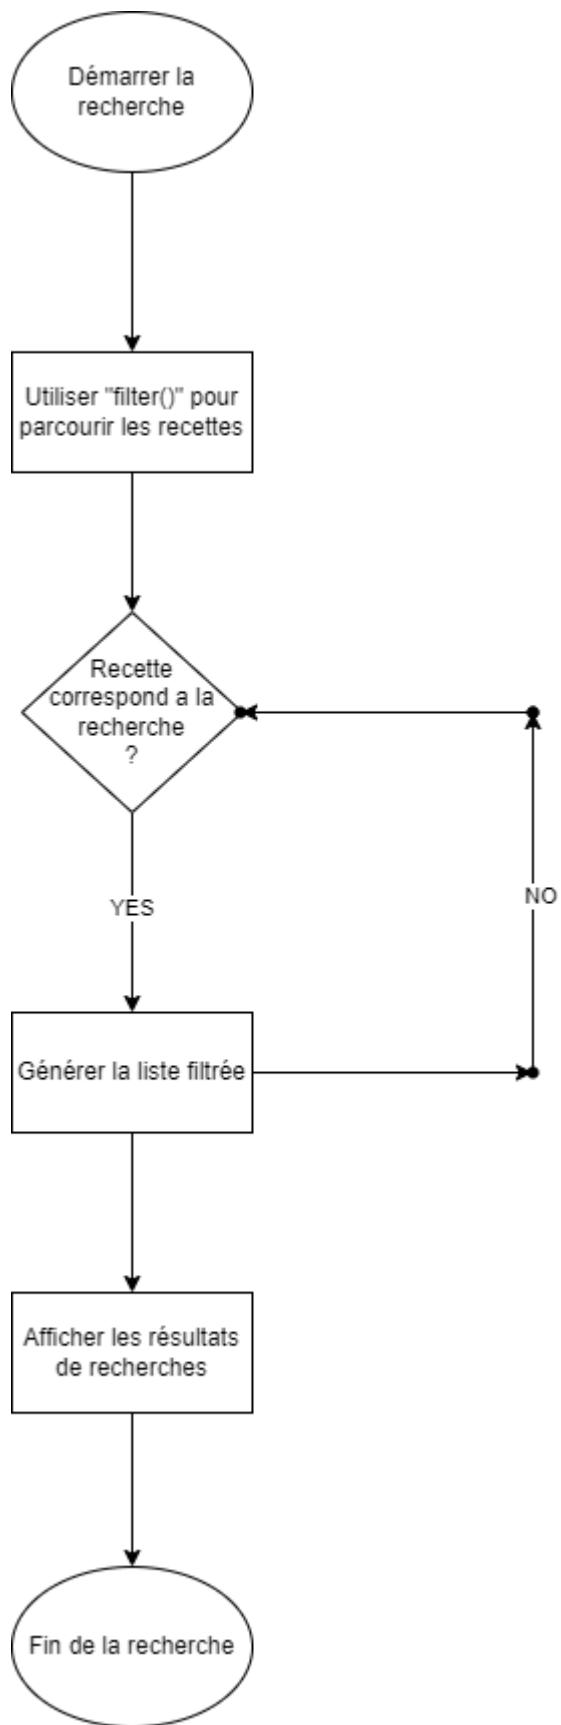 Démarrer la
recherche
Utiliser "filter()" pour
parcourir les recettes
Recette
correspond a la
recherche
?
YES
NO
Générer la liste filtrée
Afficher les résultats
de recherches
Fin de la recherche